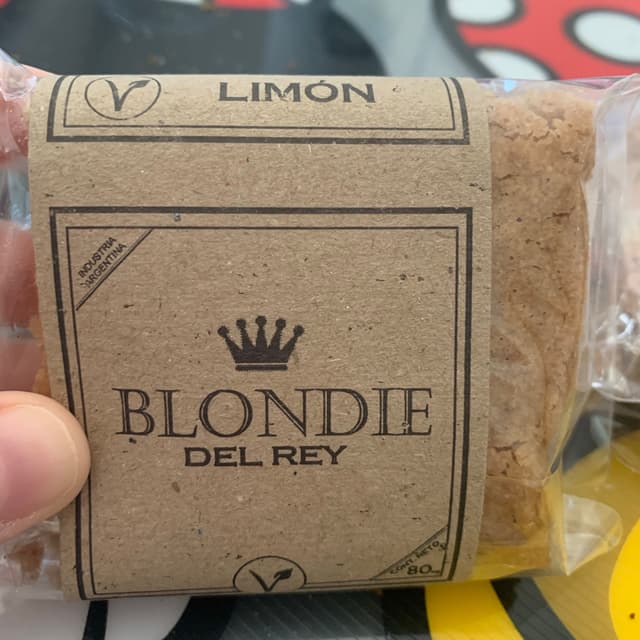 LIMÓN
INDUSTRIA
ARGENTINA
BLONDIE
DEL REY
CONT. NETO
80